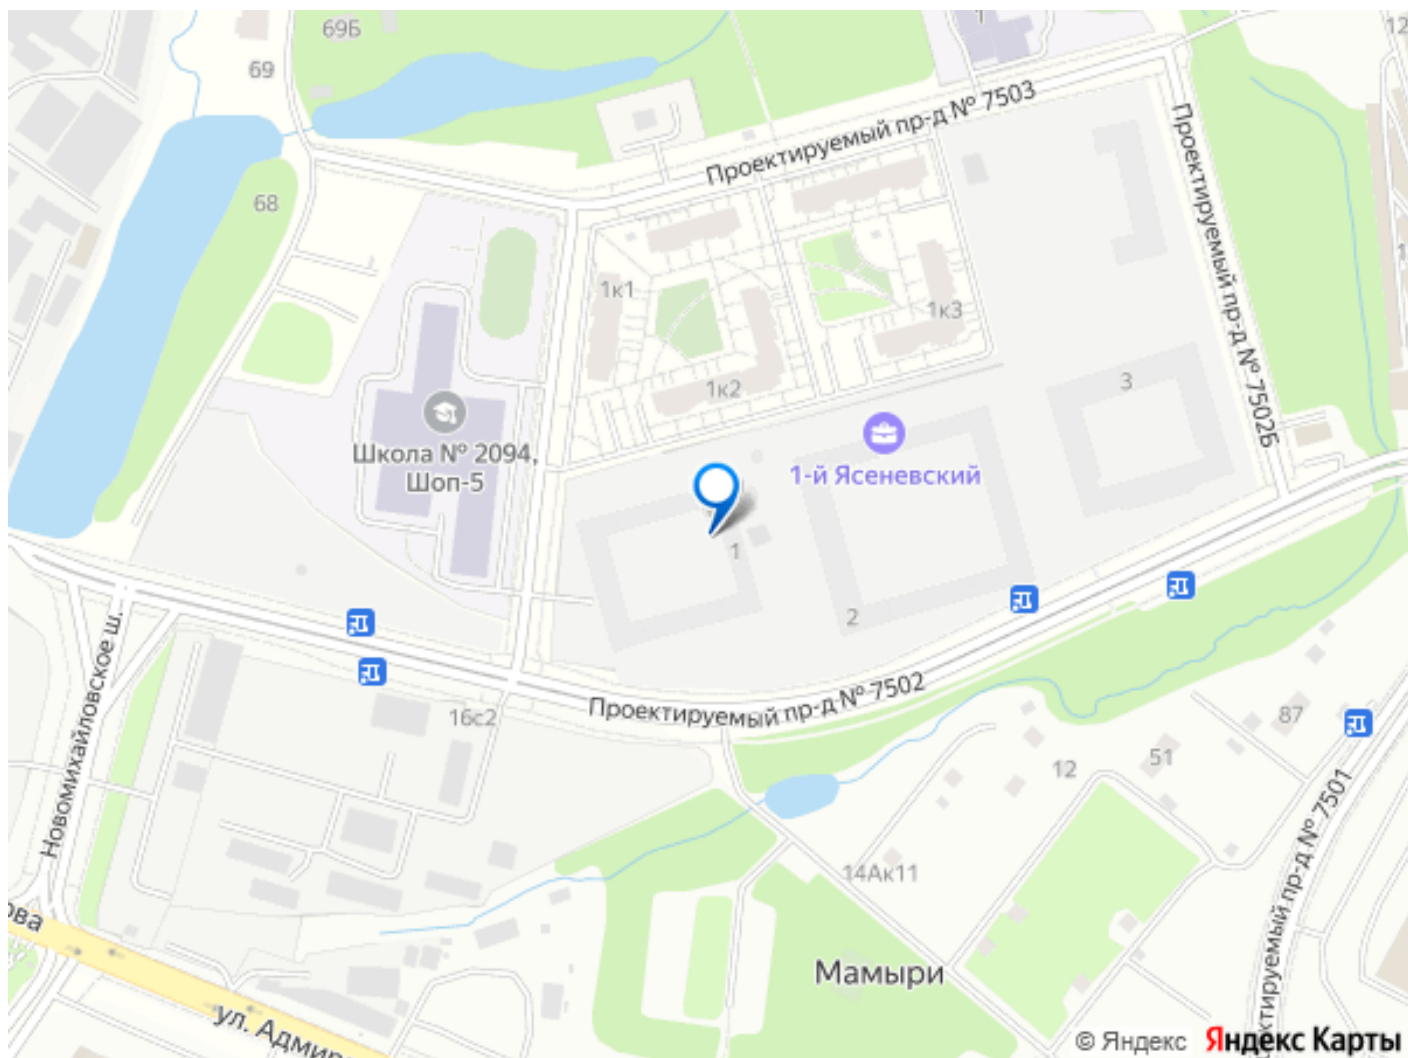 69Б
1
12
69
Проектируемый пр-д № 7503
Проектируемый пр-д № 7502Б
68
1к1
1к3
1к2
3
Школа № 2094,
Шоп-5
1-й Ясеневский
1
2
Новомихайловское ш.
Проектируемый пр-д № 7502
16с2
87
51
12
Проектируемый пр-д № 7501
14Ак11
ова
Мамыри
ул. Адмир
© Яндекс Яндекс Карты